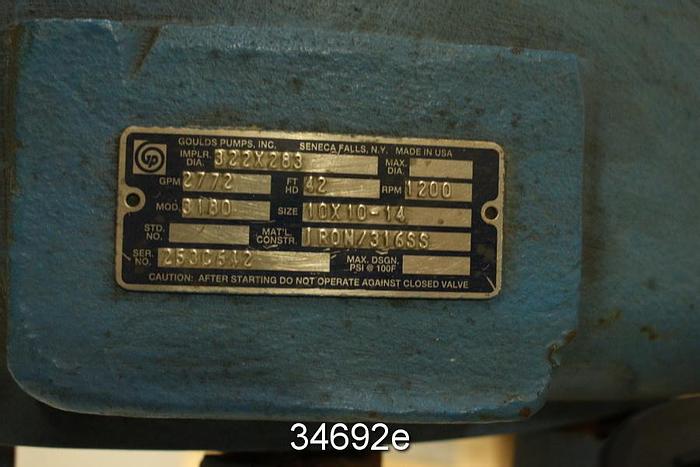 GOULDS PUMPS, INC. SENECA FALLS, N.Y. MADE IN USA
IMPLR. DIA. 322X283 MAX. DIA.
GPM 2772 FT HD 42 RPM 1200
MOD. 3180 SIZE 10X10-14
STD. NO. MAT'L. CONSTR. IRON/316SS
SER. NO. MAX. DSGN. PSI @ 100F
CAUTION: AFTER STARTING DO NOT OPERATE AGAINST CLOSED VALVE
34692e